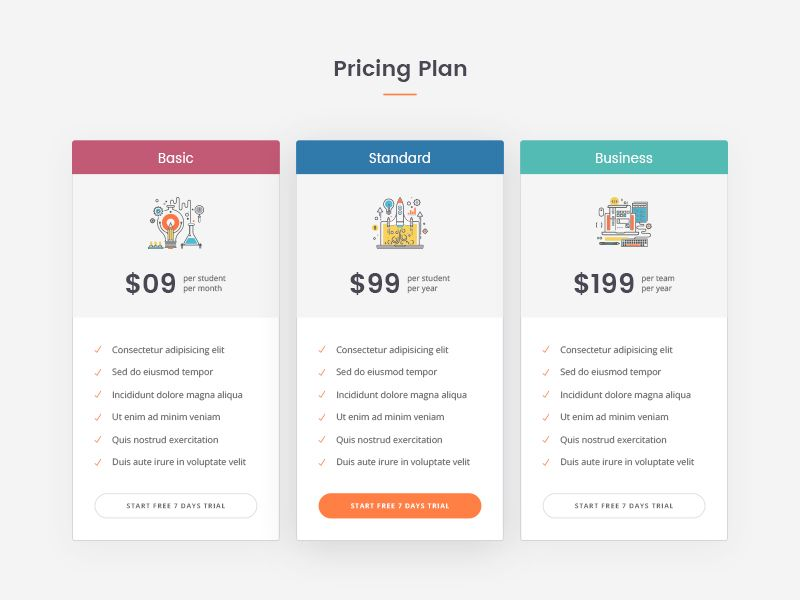 Pricing Plan
Basic
$09 per student
per month
Consectetur adipisicing elit
Sed do eiusmod tempor
Incididunt dolore magna aliqua
Ut enim ad minim veniam
Quis nostrud exercitation
Duis aute irure in voluptate velit
START FREE 7 DAYS TRIAL
Standard
$99 per student
per year
Consectetur adipisicing elit
Sed do eiusmod tempor
Incididunt dolore magna aliqua
Ut enim ad minim veniam
Quis nostrud exercitation
Duis aute irure in voluptate velit
START FREE 7 DAYS TRIAL
Business
$199 per team
per year
Consectetur adipisicing elit
Sed do eiusmod tempor
Incididunt dolore magna aliqua
Ut enim ad minim veniam
Quis nostrud exercitation
Duis aute irure in voluptate velit
START FREE 7 DAYS TRIAL